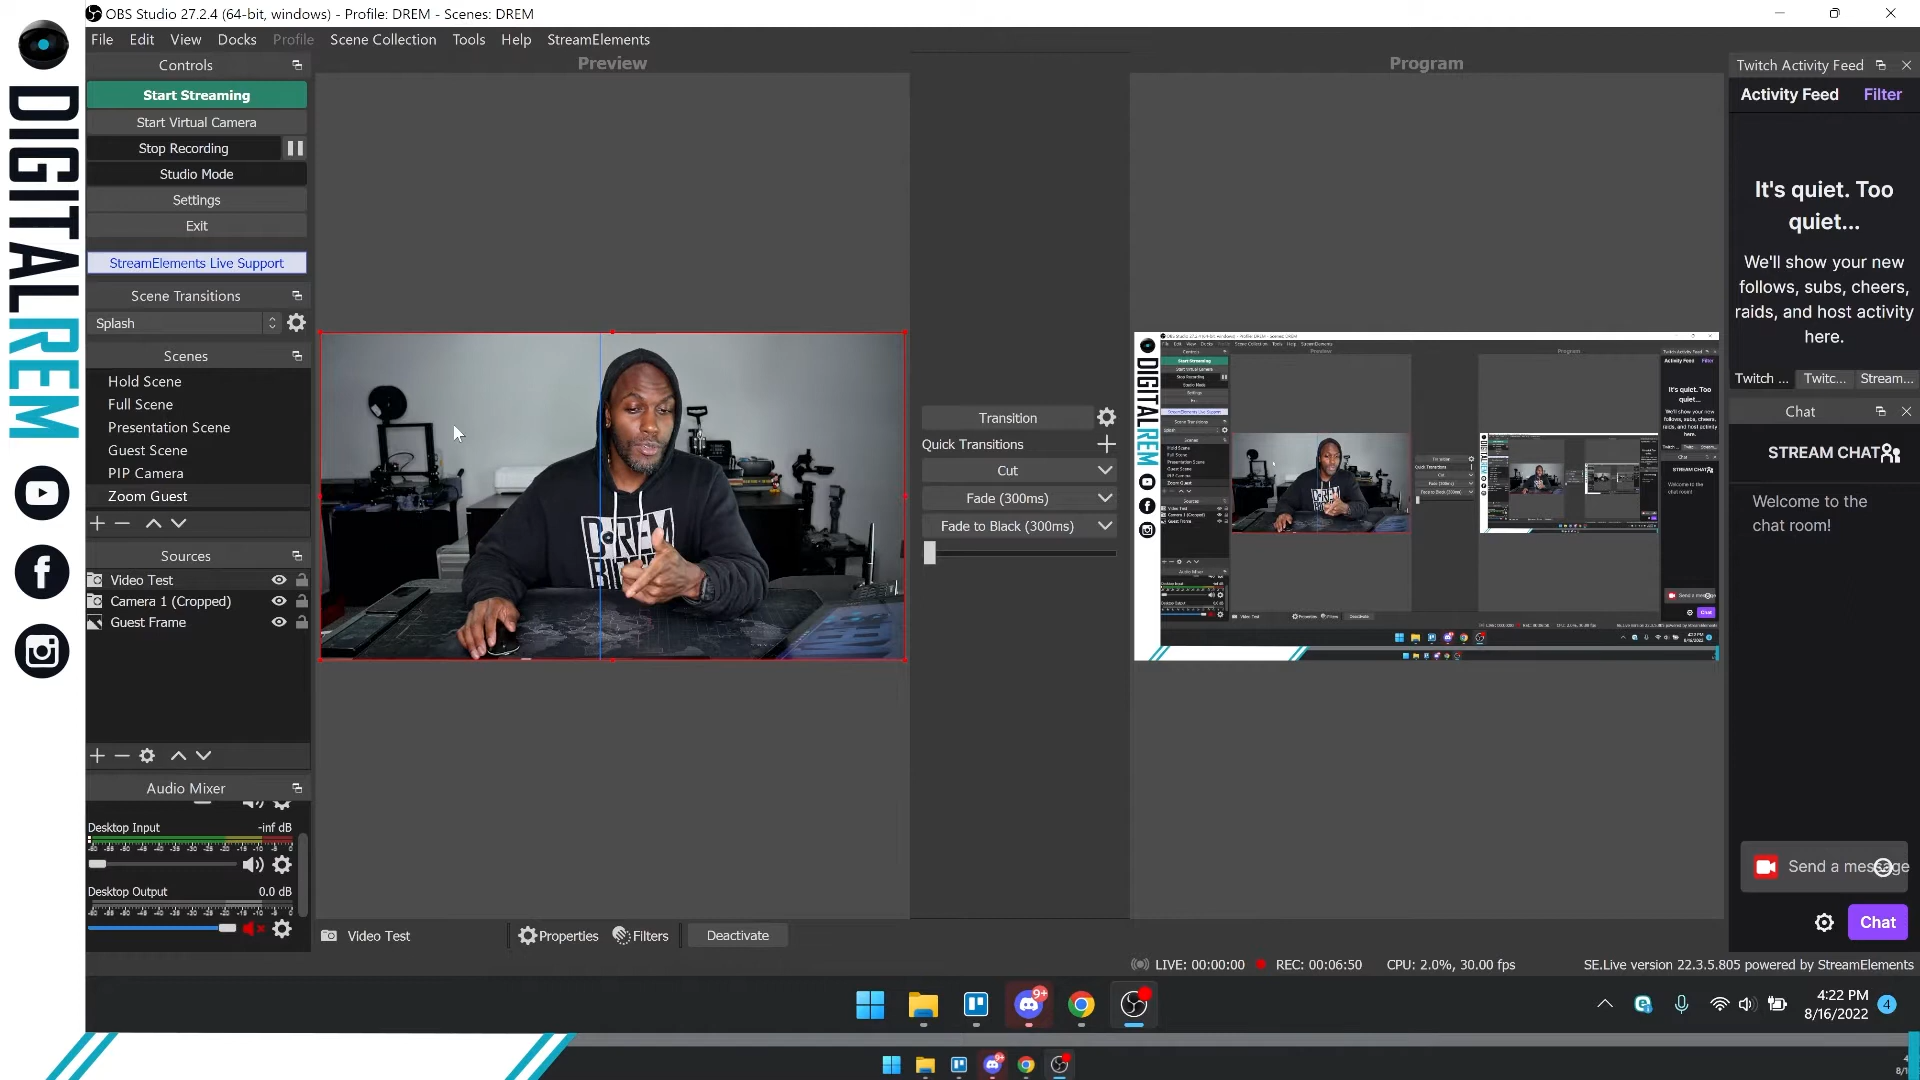 OBS Studio 27.2.4 (64-bit, windows) - Profile: DREM - Scenes: DREM
File Edit View Docks Profile Scene Collection Tools Help StreamElements
DIGITALREM
Controls
Start Streaming
Start Virtual Camera
Stop Recording
Studio Mode
Settings
Exit
StreamElements Live Support
Scene Transitions
Splash
Scenes
Hold Scene
Full Scene
Presentation Scene
Guest Scene
PIP Camera
Zoom Guest
Sources
Video Test
Camera 1 (Cropped)
Guest Frame
Audio Mixer
Desktop Input -inf dB
Desktop Output 0.0 dB
Preview
DREM
Video Test Properties Filters Deactivate
Transition
Quick Transitions
Cut
Fade (300ms)
Fade to Black (300ms)
Program
DIGITALREM
Twitch Activity Feed
Activity Feed Filter
It's quiet. Too
quiet...
We'll show your new
follows, subs, cheers,
raids, and host activity
here.
Twitch ... Twitc... Stream...
Chat
STREAM CHAT
Welcome to the
chat room!
Send a message
Chat
LIVE: 00:00:00 REC: 00:06:50 CPU: 2.0%, 30.00 fps SE.Live version 22.3.5.805 powered by StreamElements
9+
4:22 PM
8/16/2022
4
9+